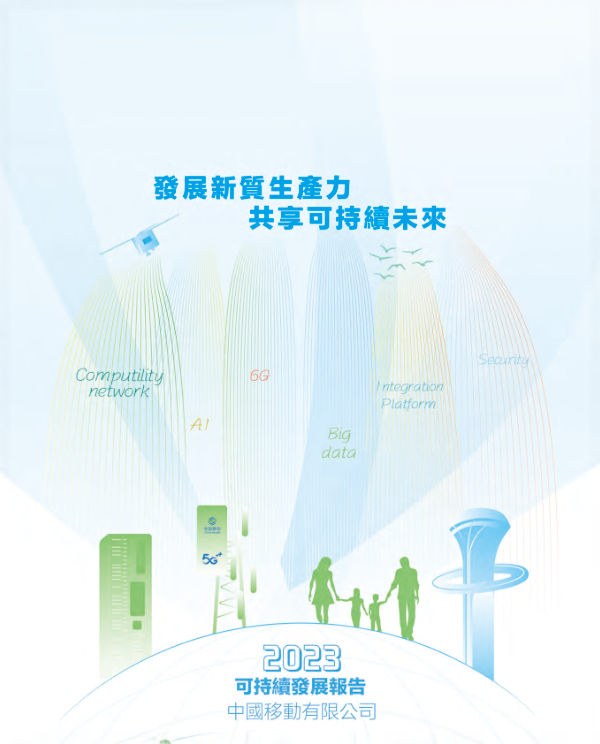 發展新質生產力
共享可持續未來
Computility
network
AI
6G
Big
data
Integration
Platform
Security
5G+
2023
可持續發展報告
中國移動有限公司